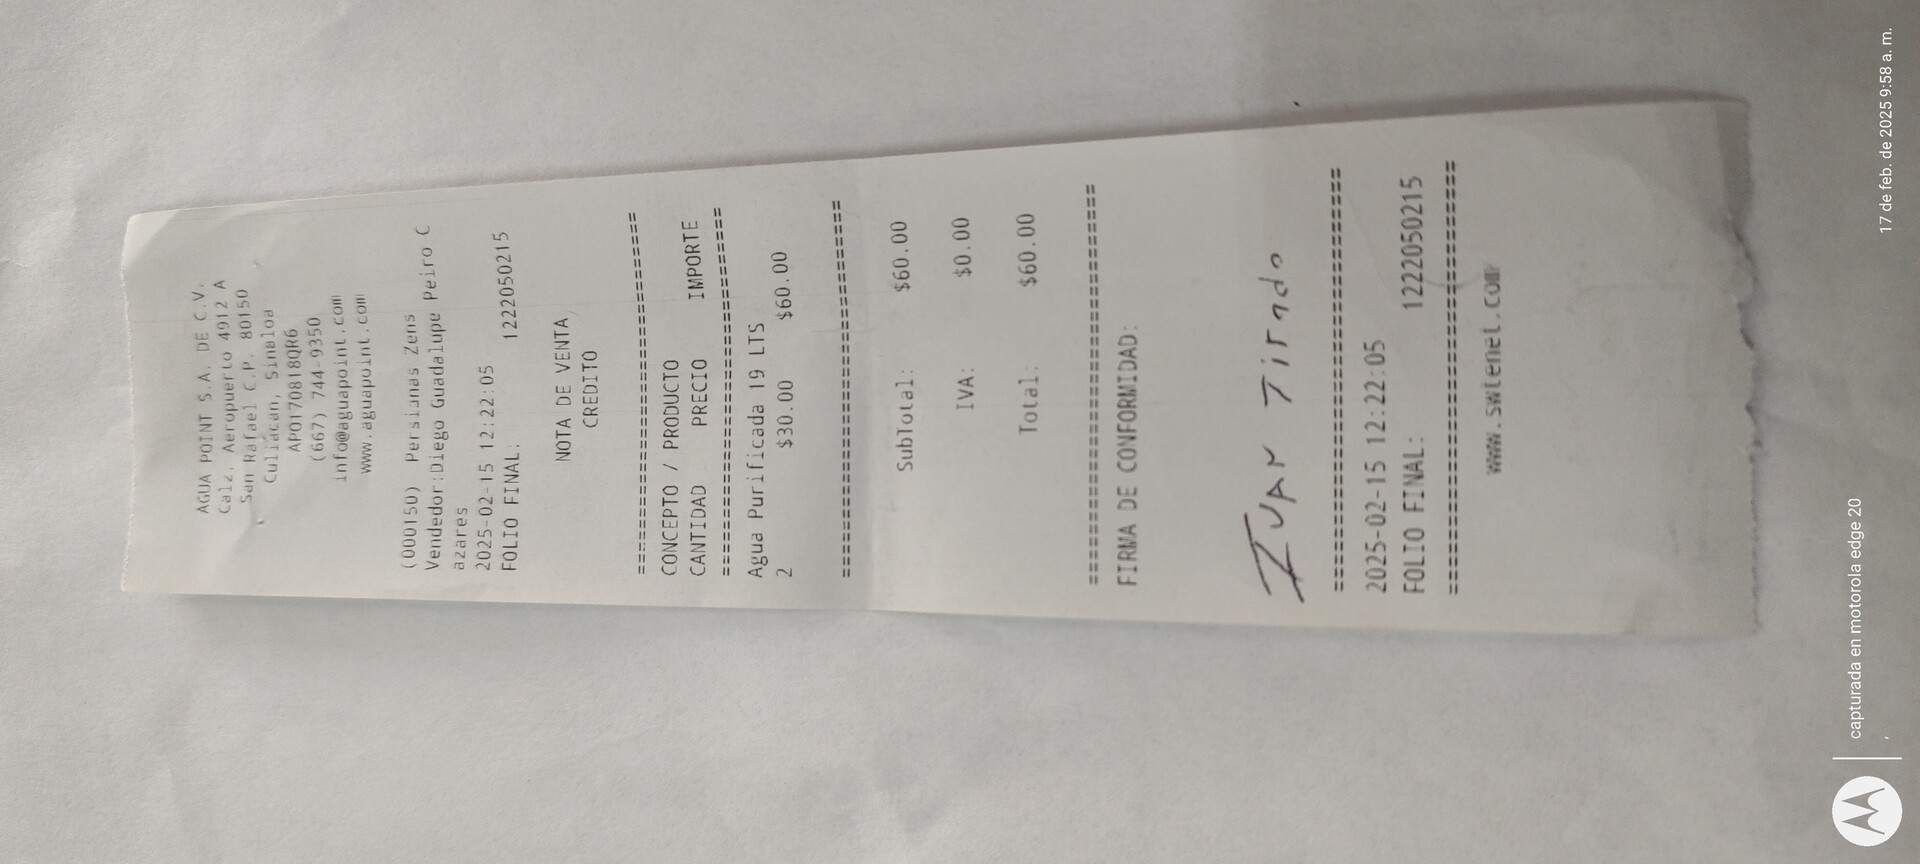 AGUA POINT S.A. DE C.V.
Calz. Aeropuerto 4912 A
San Rafael C.P. 80150
Culiacan, Sinaloa
APO170818QR6
(667) 744-9350
info@aguapoint.com
www.aguapoint.com
(000150) Persianas Zens
Vendedor:Diego Guadalupe Peiro C
azares
2025-02-15 12:22:05
FOLIO FINAL: 1222050215
NOTA DE VENTA
CREDITO
================================
CONCEPTO / PRODUCTO
CANTIDAD PRECIO IMPORTE
================================
Agua Purificada 19 LTS
2 $30.00 $60.00
================================
SubTotal: $60.00
IVA: $0.00
Total: $60.00
================================
FIRMA DE CONFORMIDAD:
IVAN TIRADO
================================
2025-02-15 12:22:05
FOLIO FINAL: 1222050215
================================
www.swtenel.com
capturada en motorola edge 20
17 de feb. de 2025 9:58 a. m.